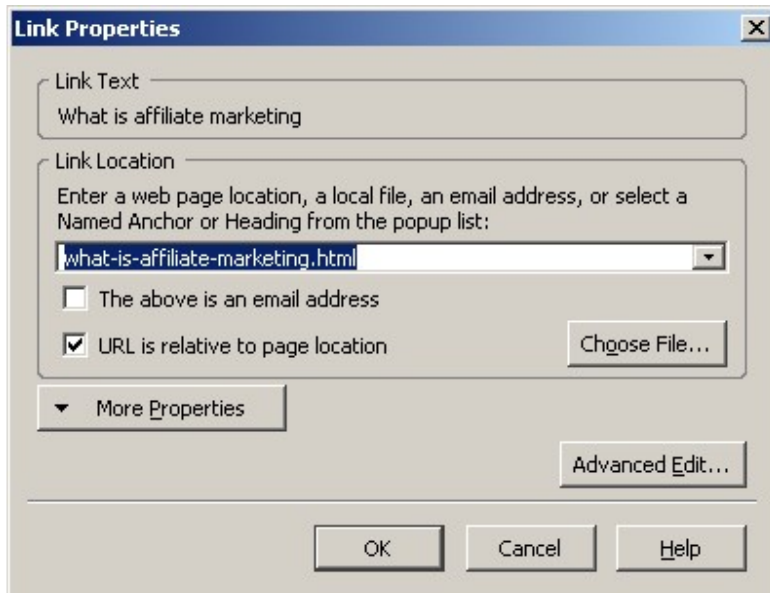 Link Properties
Link Text
What is affiliate marketing
Link Location
Enter a web page location, a local file, an email address, or select a
Named Anchor or Heading from the popup list:
what-is-affiliate-marketing.html
The above is an email address
URL is relative to page location
Choose File...
More Properties
Advanced Edit...
OK Cancel Help